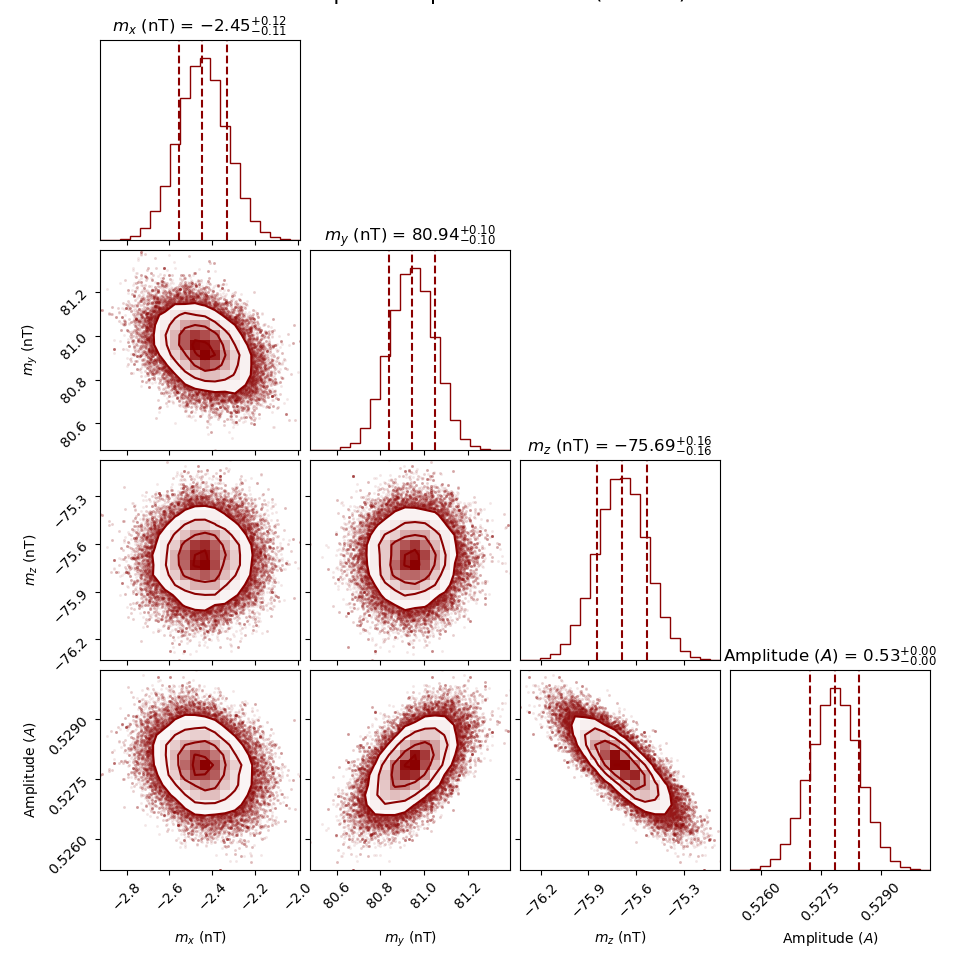 m_x (nT) = −2.45^{+0.12}_{−0.11}
m_y (nT) = 80.94^{+0.10}_{−0.10}
m_y (nT)
81.2
81.0
80.8
80.6
m_z (nT) = −75.69^{+0.16}_{−0.16}
m_z (nT)
−75.3
−75.6
−75.9
−76.2
Amplitude (A) = 0.53^{+0.00}_{−0.00}
Amplitude (A)
0.5290
0.5275
0.5260
−2.8 −2.6 −2.4 −2.2 −2.0
80.6 80.8 81.0 81.2
−76.2 −75.9 −75.6 −75.3
0.5260 0.5275 0.5290
m_x (nT)
m_y (nT)
m_z (nT)
Amplitude (A)